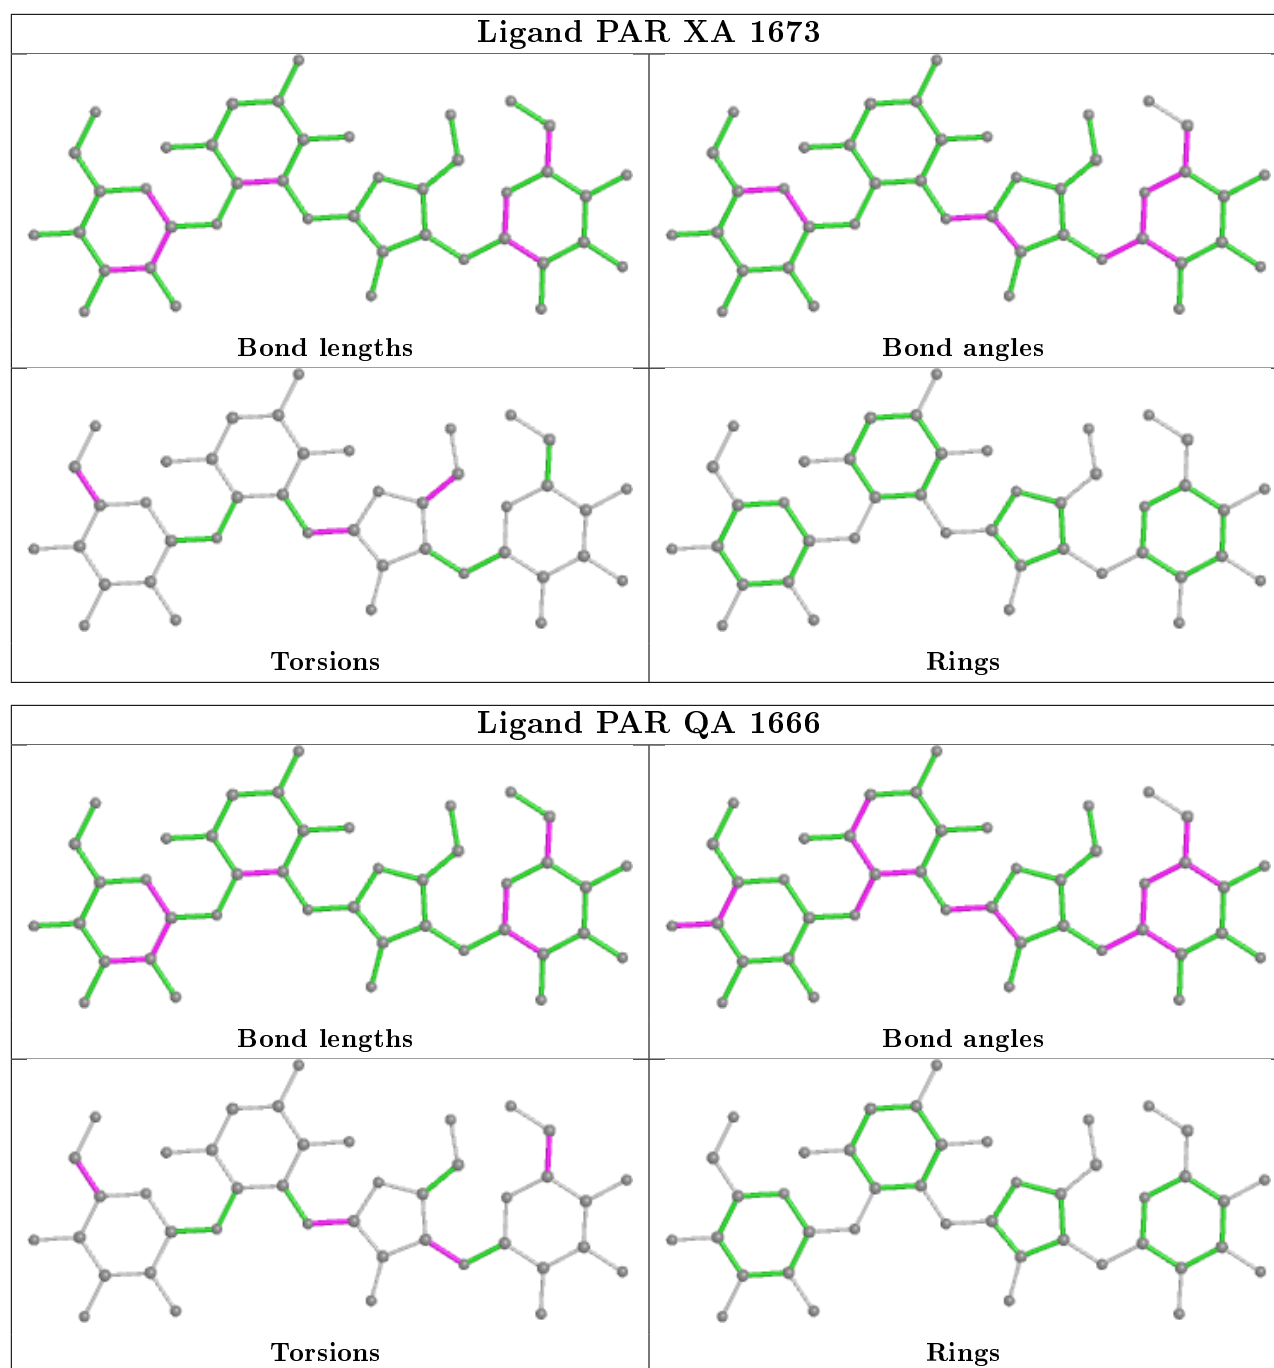 Ligand PAR XA 1673
Bond lengths
Bond angles
Torsions
Rings
Ligand PAR QA 1666
Bond lengths
Bond angles
Torsions
Rings